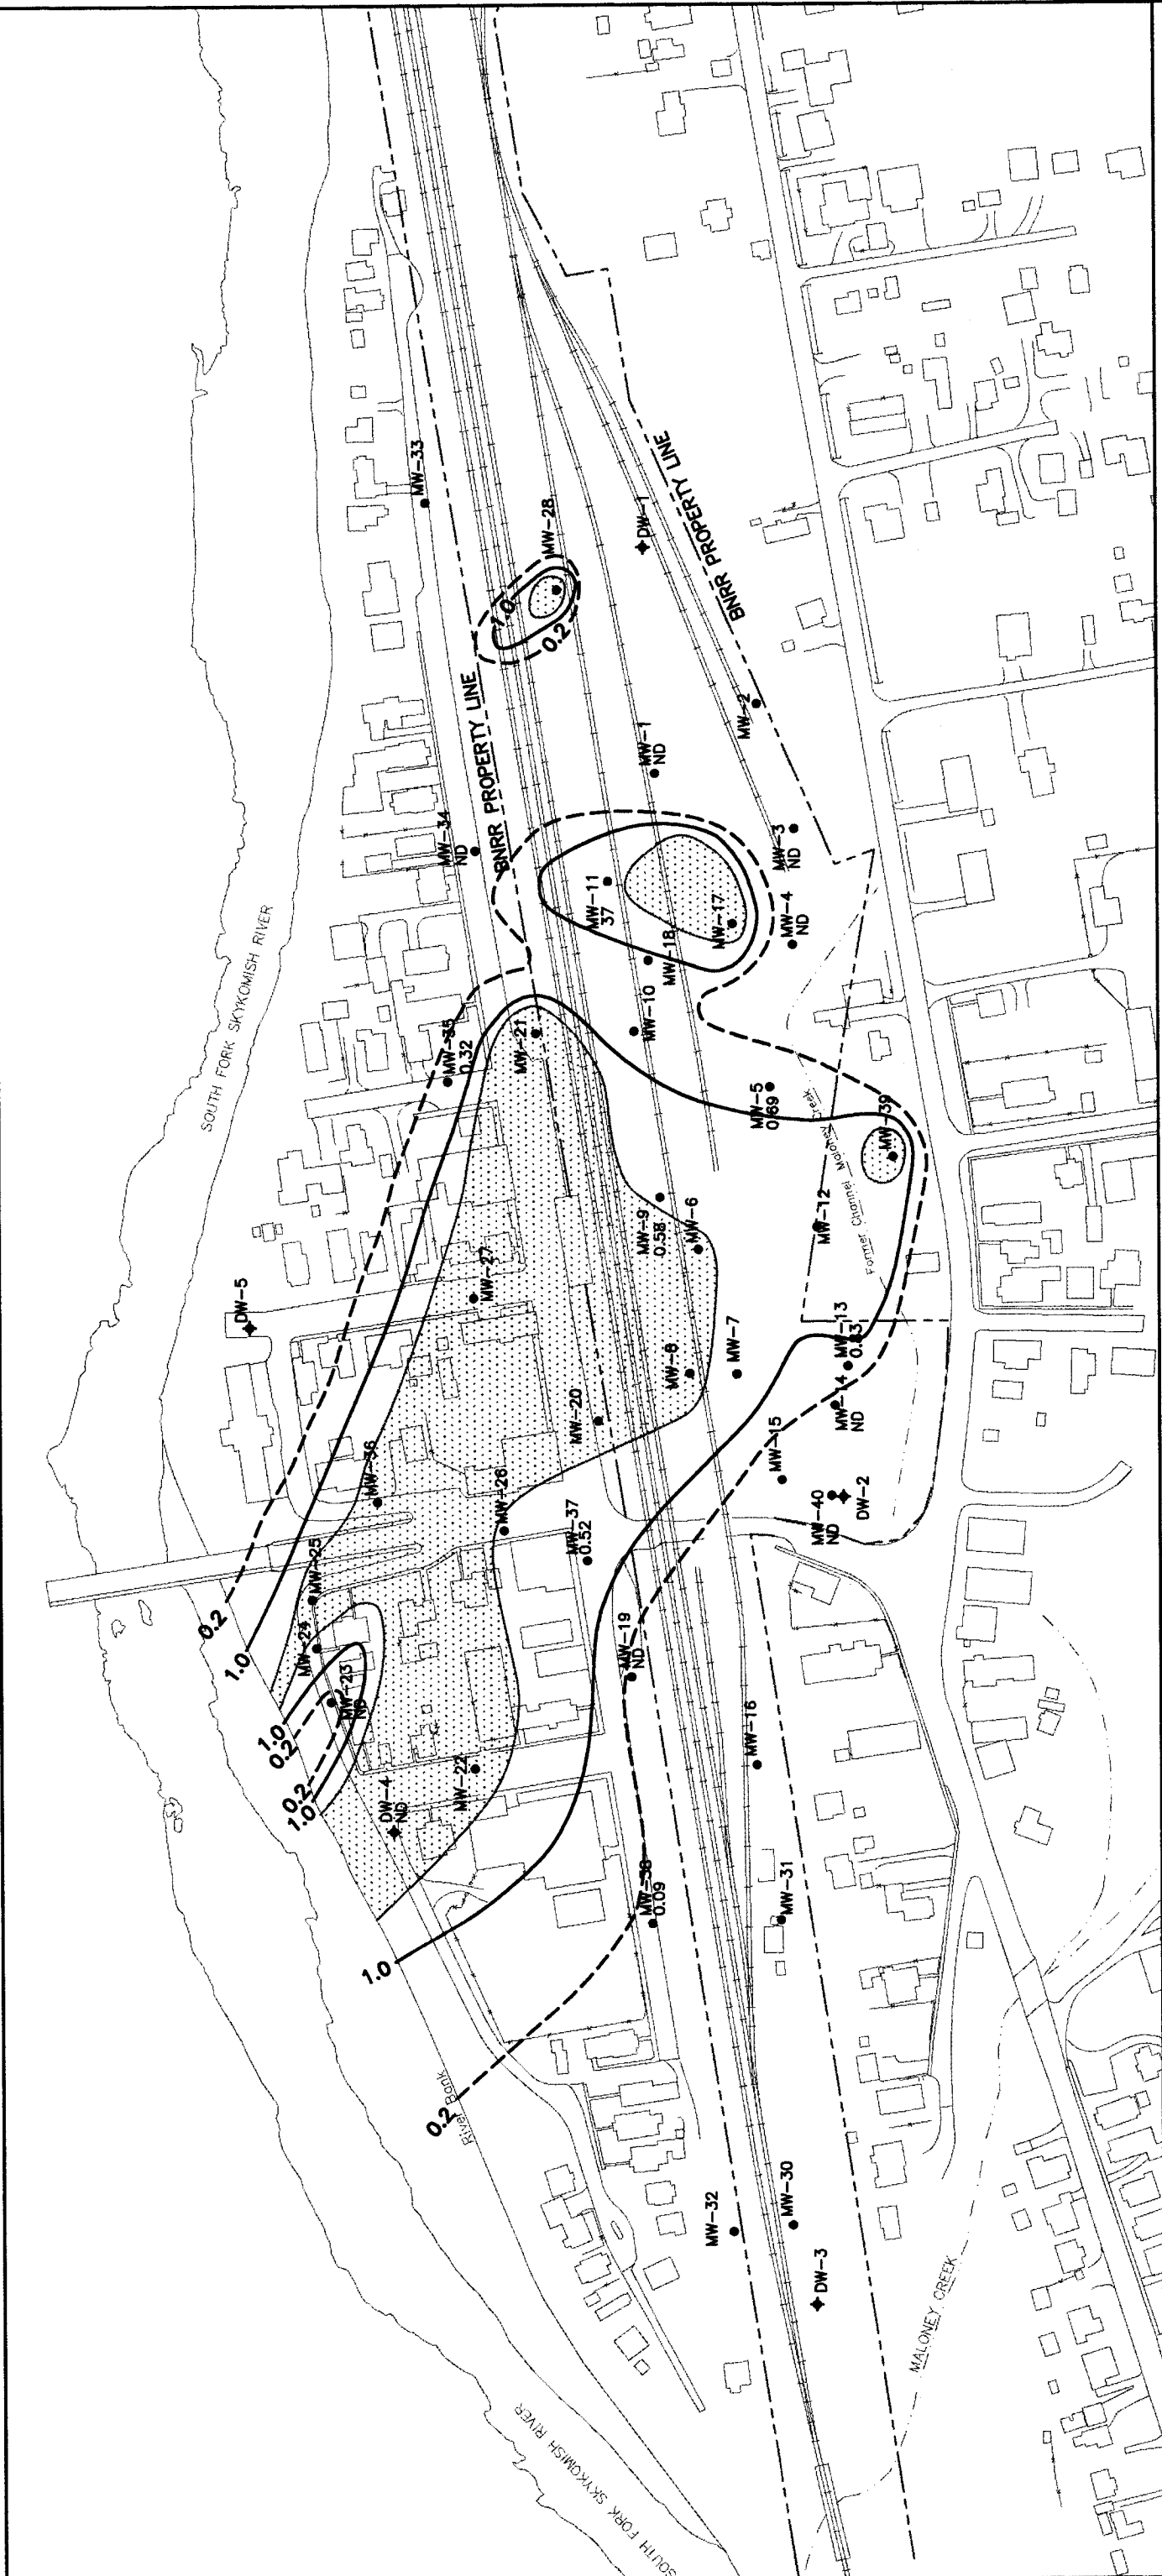 SOUTH FORK SKYKOMISH RIVER
MW-33
MW-28
1.0
0.2
DW-1
BNRR PROPERTY LINE
BNRR PROPERTY LINE
MW-2
MW-1
ND
MW-34
ND
MW-3
ND
MW-11
37
MW-17
MW-4
ND
MW-18
MW-10
MW-35
0.32
MW-21
MW-5
0.69
MW-39
Former Channel Maloney Creek
MW-12
MW-9
0.58
MW-6
MW-27
DW-5
MW-7
MW-8
MW-13
0.83
MW-14
ND
MW-20
MW-15
MW-36
MW-26
MW-40
ND
DW-2
MW-37
0.52
MW-25
0.2
1.0
MW-24
MW-23
ND
MW-19
ND
1.0
0.2
0.2
1.0
MW-16
MW-22
DW-4
ND
MW-38
0.09
MW-31
1.0
0.2
River Bank
MW-32
MW-30
DW-3
MALONEY CREEK
SOUTH FORK SKYKOMISH RIVER